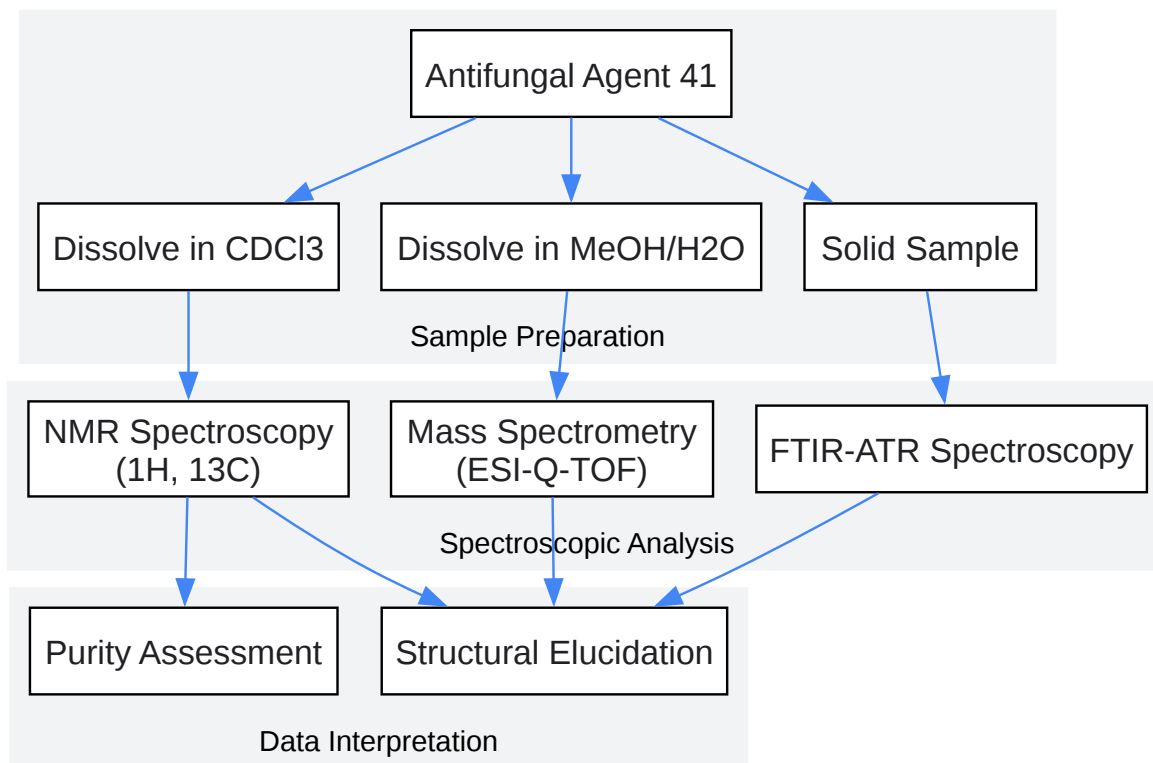 Antifungal Agent 41
Dissolve in CDCl3
Dissolve in MeOH/H2O
Solid Sample
Sample Preparation
NMR Spectroscopy
(1H, 13C)
Mass Spectrometry
(ESI-Q-TOF)
FTIR-ATR Spectroscopy
Spectroscopic Analysis
Purity Assessment
Structural Elucidation
Data Interpretation